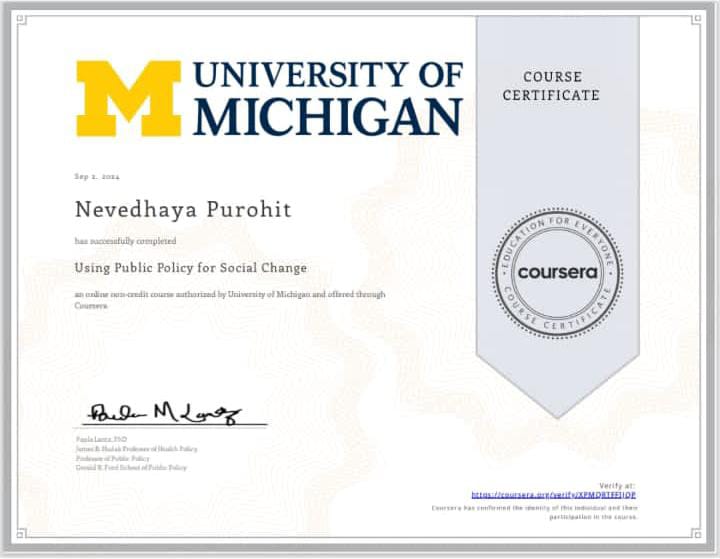 UNIVERSITY OF
MICHIGAN
COURSE
CERTIFICATE
Sep 2, 2024
Nevedhaya Purohit
has successfully completed
Using Public Policy for Social Change
an online non-credit course authorized by University of Michigan and offered through
Coursera
EDUCATION FOR EVERYONE
coursera
COURSE CERTIFICATE
Paula Lantz, PhD
James B. Hudak Professor of Health Policy
Professor of Public Policy
Gerald R. Ford School of Public Policy
Verify at:
https://coursera.org/verify/
Coursera has confirmed the identity of this individual and their
participation in the course.